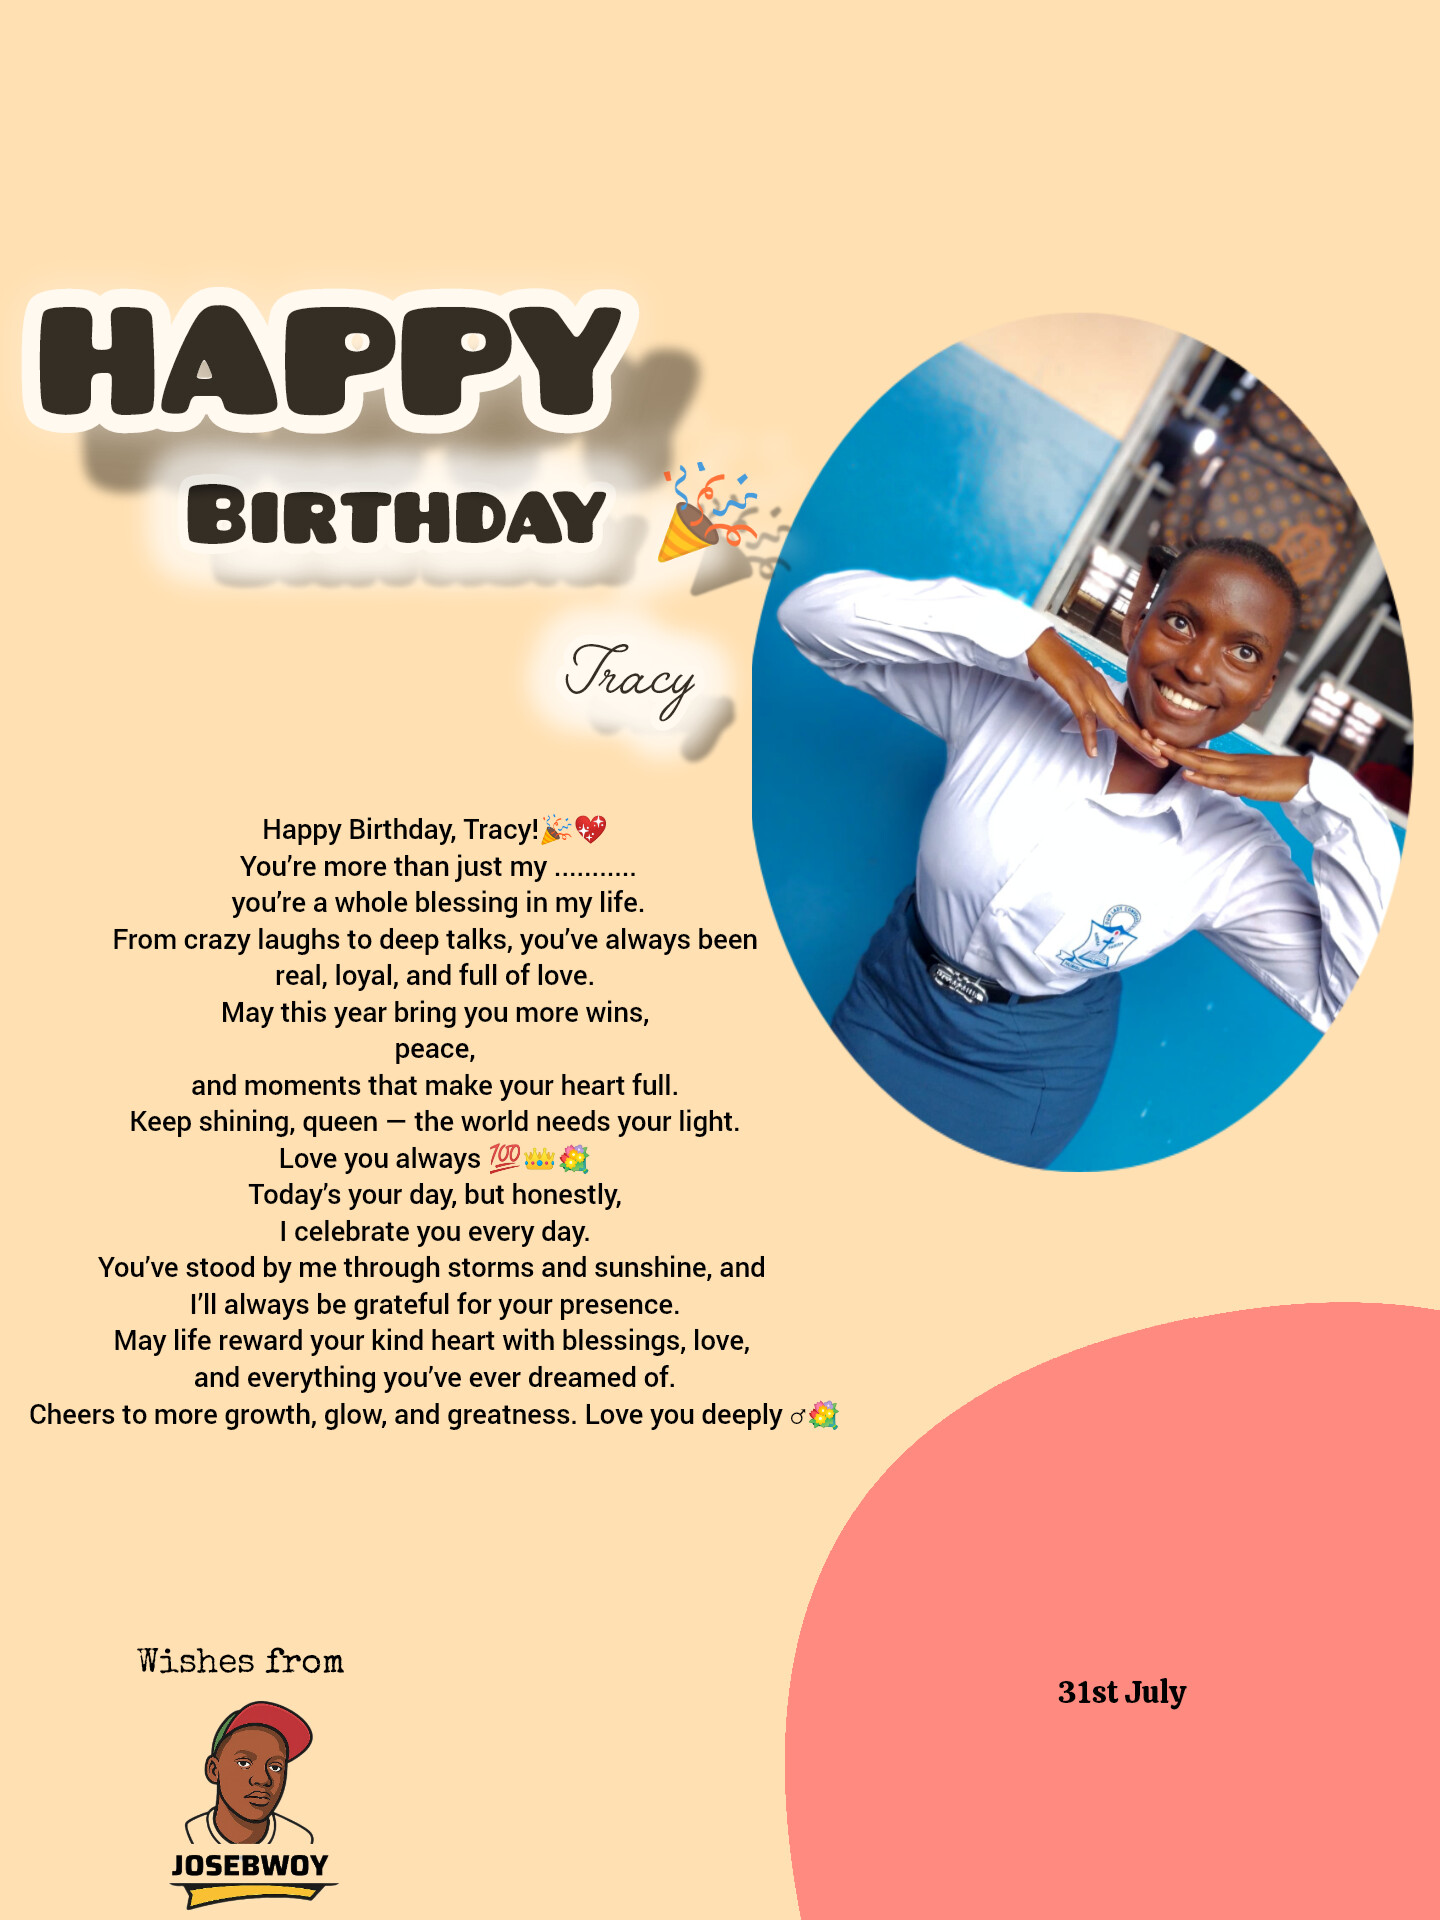 HAPPY
BIRTHDAY 🎉
Tracy
Happy Birthday, Tracy!🎉💖
You’re more than just my ...........
you’re a whole blessing in my life.
From crazy laughs to deep talks, you’ve always been
real, loyal, and full of love.
May this year bring you more wins,
peace,
and moments that make your heart full.
Keep shining, queen — the world needs your light.
Love you always 💯👑💐
Today’s your day, but honestly,
I celebrate you every day.
You’ve stood by me through storms and sunshine, and
I’ll always be grateful for your presence.
May life reward your kind heart with blessings, love,
and everything you’ve ever dreamed of.
Cheers to more growth, glow, and greatness. Love you deeply ♂💐
Wishes from
JOSEBWOY
31st July